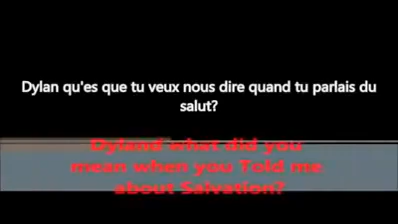 Dylan qu'es que tu veux nous dire quand tu parlais du
salut?
Dyland what did you
mean when you Told me
about Salvation?